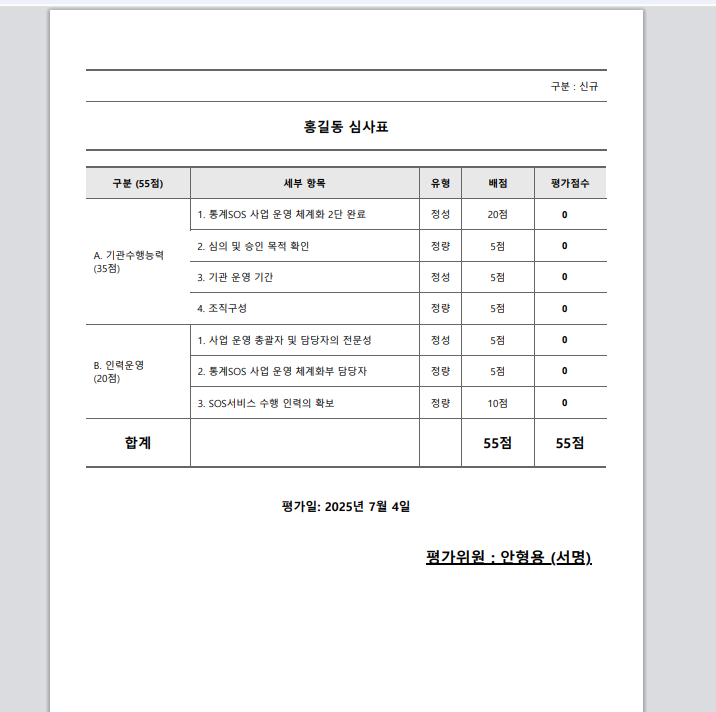 구분 : 신규
홍길동 심사표
구분 (55점) 세부 항목 유형 배점 평가점수
A. 기관수행능력
(35점)
1. 통계SOS 사업 운영 체계화 2단 완료 정성 20점 0
2. 심의 및 승인 목적 확인 정량 5점 0
3. 기관 운영 기간 정성 5점 0
4. 조직구성 정량 5점 0
B. 인력운영
(20점)
1. 사업 운영 총괄자 및 담당자의 전문성 정성 5점 0
2. 통계SOS 사업 운영 체계화부 담당자 정량 5점 0
3. SOS서비스 수행 인력의 확보 정량 10점 0
합계 55점 55점
평가일: 2025년 7월 4일
평가위원 : 안형용 (서명)